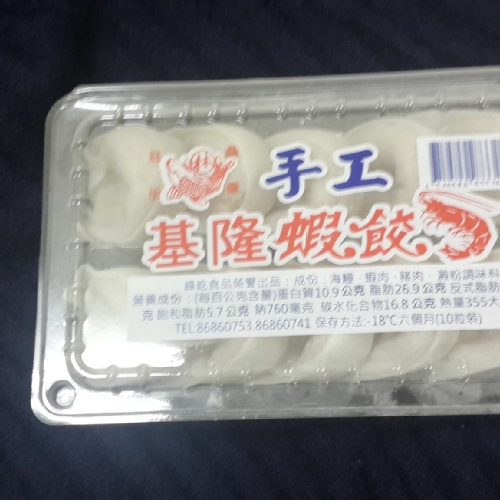 手工
基隆蝦餃
峰屹食品榮譽出品；成份：海鰻．蝦肉．豬肉．澱粉調味料
營養成份：(每百公克含量)蛋白質10.9公克 脂肪26.9公克 反式脂肪
克 飽和脂肪5.7公克 鈉760毫克 碳水化合物16.8公克 熱量355大
TEL:86860753.86860741 保存方法:-18℃六個月(10粒裝)